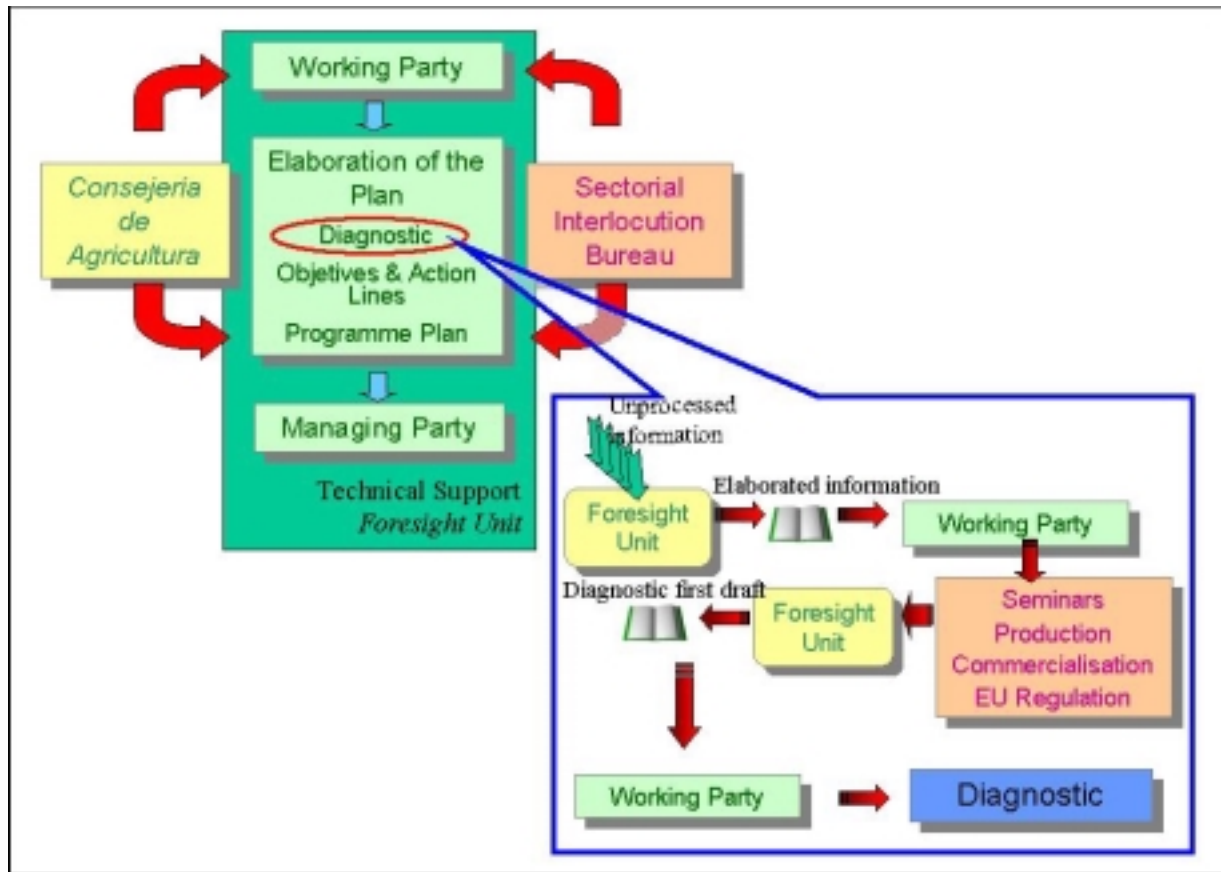 Working Party
Consejeria
de
Agricultura
Elaboration of the
Plan
Diagnostic
Objetives & Action
Lines
Programme Plan
Sectorial
Interlocution
Bureau
Managing Party
Technical Support
Foresight Unit
Unprocessed
information
Foresight
Unit
Elaborated information
Working Party
Seminars
Production
Commercialisation
EU Regulation
Foresight
Unit
Diagnostic first draft
Working Party
Diagnostic